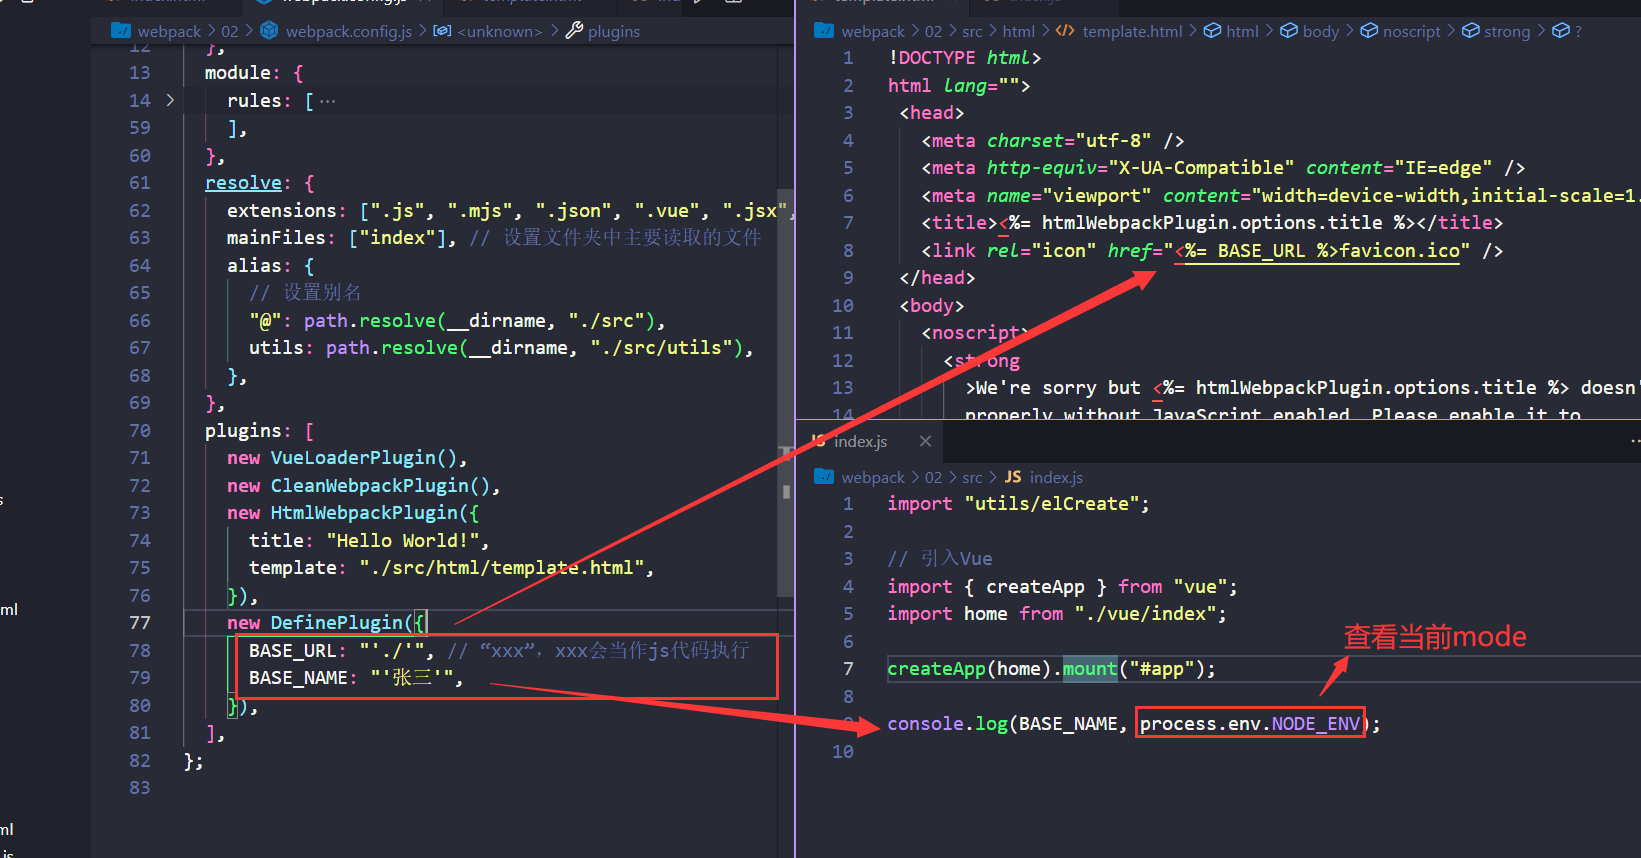 webpack > 02 > webpack.config.js > <unknown> > plugins
12 },
13 module: {
14 rules: [ ···
59 ],
60 },
61 resolve: {
62 extensions: [".js", ".mjs", ".json", ".vue", ".jsx",
63 mainFiles: ["index"], // 设置文件夹中主要读取的文件
64 alias: {
65 // 设置别名
66 "@": path.resolve(__dirname, "./src"),
67 utils: path.resolve(__dirname, "./src/utils"),
68 },
69 },
70 plugins: [
71 new VueLoaderPlugin(),
72 new CleanWebpackPlugin(),
73 new HtmlWebpackPlugin({
74 title: "Hello World!",
75 template: "./src/html/template.html",
76 }),
77 new DefinePlugin({
78 BASE_URL: "'./'", // “xxx”，xxx会当作js代码执行
79 BASE_NAME: "'张三'",
80 }),
81 ],
82 };
83
webpack > 02 > src > html > template.html > html > body > noscript > strong > ?
1 !DOCTYPE html>
2 html lang="">
3 <head>
4 <meta charset="utf-8" />
5 <meta http-equiv="X-UA-Compatible" content="IE=edge" />
6 <meta name="viewport" content="width=device-width,initial-scale=1.
7 <title><%= htmlWebpackPlugin.options.title %></title>
8 <link rel="icon" href="<%= BASE_URL %>favicon.ico" />
9 </head>
10 <body>
11 <noscript>
12 <strong
13 >We're sorry but <%= htmlWebpackPlugin.options.title %> doesn'
14 properly without JavaScript enabled. Please enable it to
JS index.js
webpack > 02 > src > JS index.js
1 import "utils/elCreate";
2
3 // 引入Vue
4 import { createApp } from "vue";
5 import home from "./vue/index";
6
查看当前mode
7 createApp(home).mount("#app");
8
9 console.log(BASE_NAME, process.env.NODE_ENV);
10